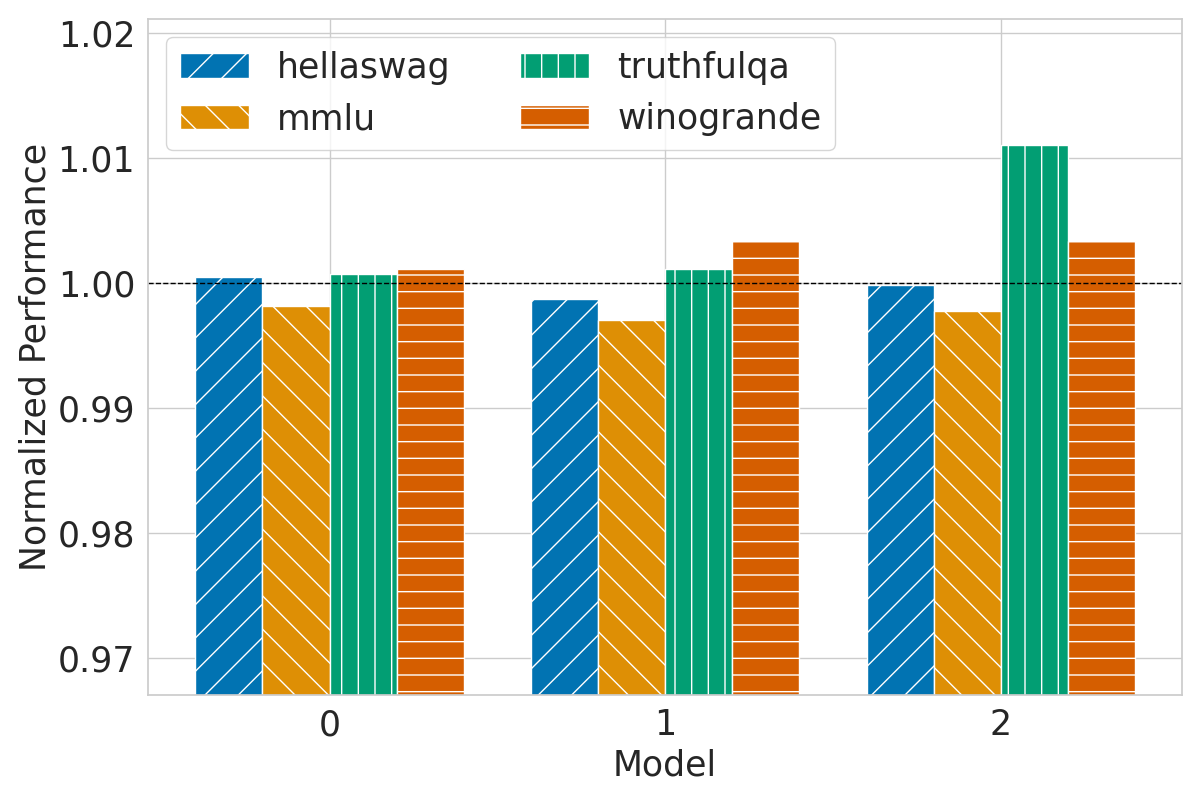 1.02
1.01
1.00
0.99
0.98
0.97
Normalized Performance
hellaswag
mmlu
truthfulqa
winogrande
0
1
2
Model